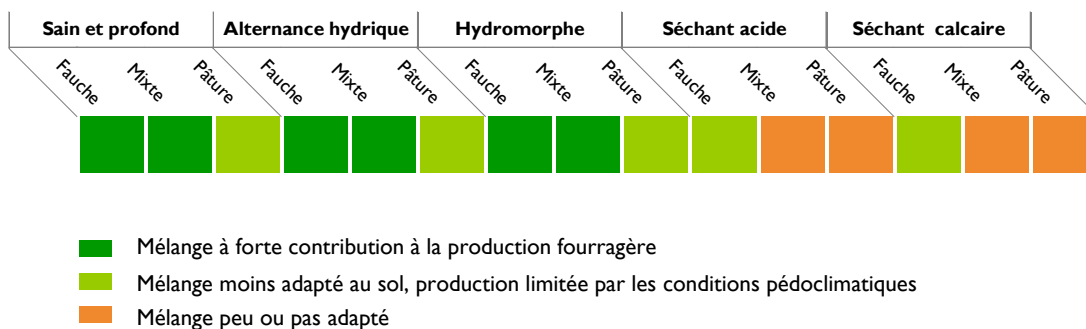 Sain et profond Alternance hydrique Hydromorphe Séchant acide Séchant calcaire
Fauche Mixte Pâture Fauche Mixte Pâture Fauche Mixte Pâture Fauche Mixte Pâture Fauche Mixte Pâture
Mélange à forte contribution à la production fourragère
Mélange moins adapté au sol, production limitée par les conditions pédoclimatiques
Mélange peu ou pas adapté